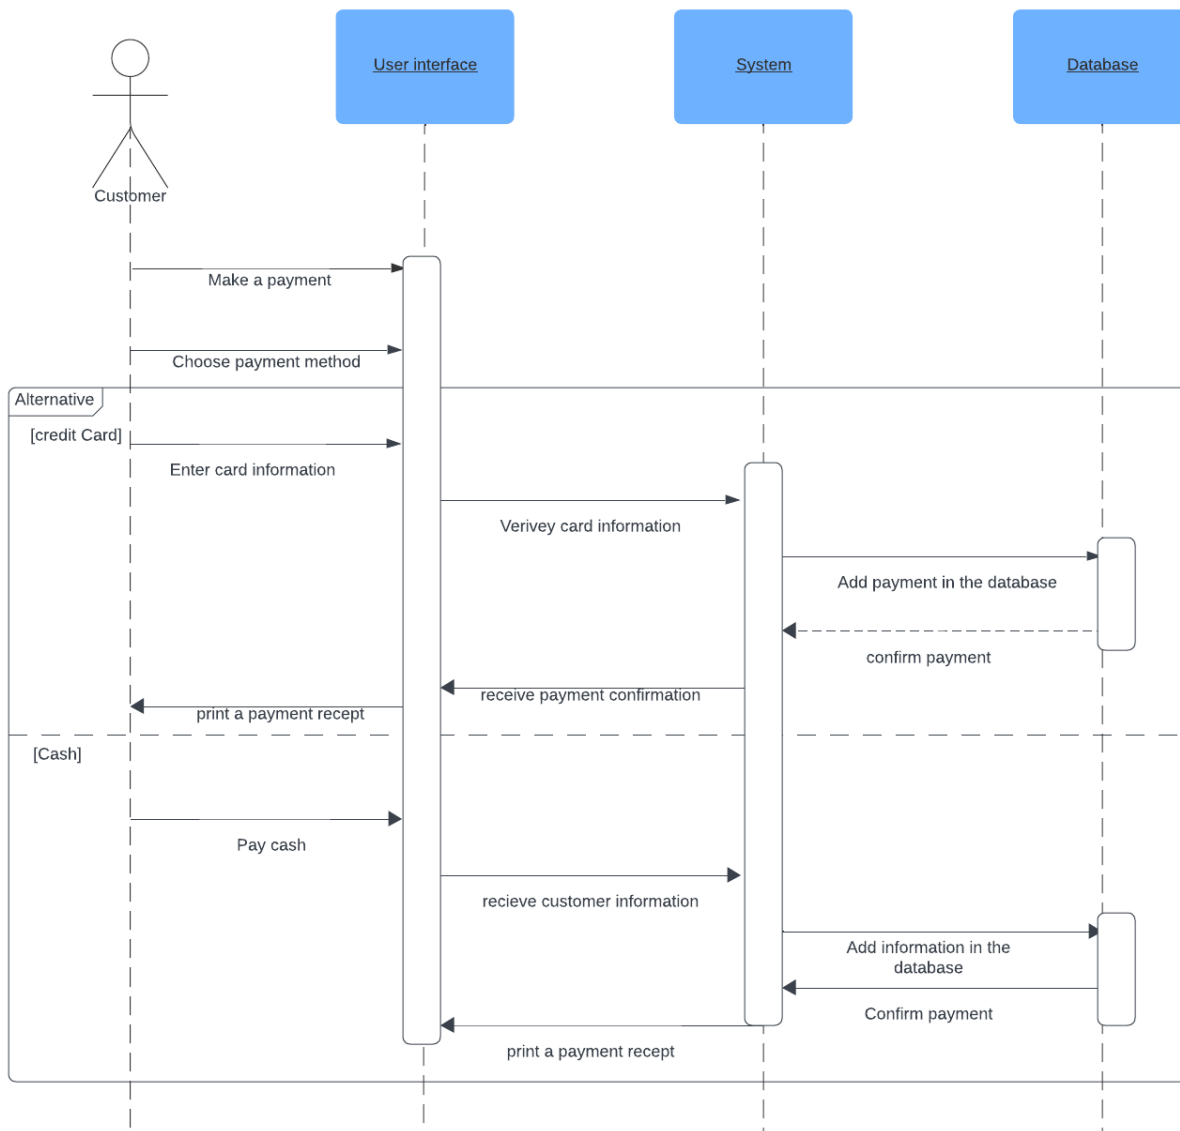 User interface
System
Database
Customer
Make a payment
Choose payment method
Alternative
[credit Card]
Enter card information
Verivey card information
Add payment in the database
confirm payment
receive payment confirmation
print a payment recept
[Cash]
Pay cash
recieve customer information
Add information in the
database
Confirm payment
print a payment recept